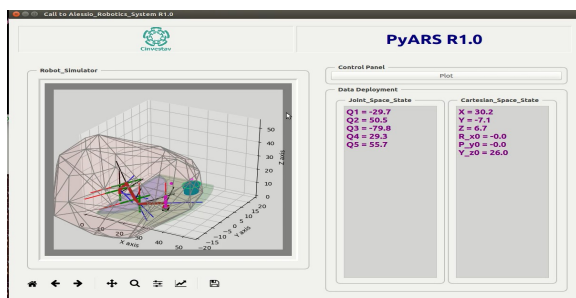 Call to Alessio_Robotics_System R1.0
Cinvestav
PyARS R1.0
Robot_Simulator
50
40
30
20
10
0
Axe Z
0
10
20
30
40
50
X axis
-20
-15
-10
-5
0
5
10
15
20
Y axis
Control Panel
Plot
Data Deployment
Joint_Space_State
Q1 = -29.7
Q2 = 50.5
Q3 = -79.8
Q4 = 29.3
Q5 = 55.7
Cartesian_Space_State
X = 30.2
Y = -7.1
Z = 6.7
R_x0 = -0.0
P_y0 = -0.0
Y_z0 = 26.0